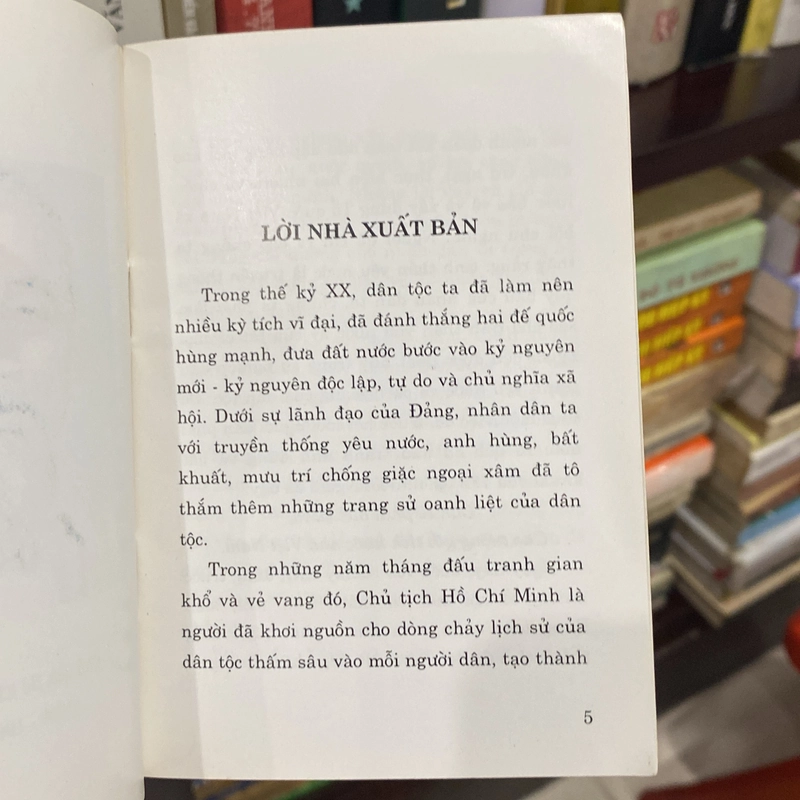 LỜI NHÀ XUẤT BẢN
Trong thế kỷ XX, dân tộc ta đã làm nên
nhiều kỳ tích vĩ đại, đã đánh thắng hai đế quốc
hùng mạnh, đưa đất nước bước vào kỷ nguyên
mới - kỷ nguyên độc lập, tự do và chủ nghĩa xã
hội. Dưới sự lãnh đạo của Đảng, nhân dân ta
với truyền thống yêu nước, anh hùng, bất
khuất, mưu trí chống giặc ngoại xâm đã tô
thắm thêm những trang sử oanh liệt của dân
tộc.
Trong những năm tháng đấu tranh gian
khổ và vẻ vang đó, Chủ tịch Hồ Chí Minh là
người đã khơi nguồn cho dòng chảy lịch sử của
dân tộc thấm sâu vào mỗi người dân, tạo thành
5